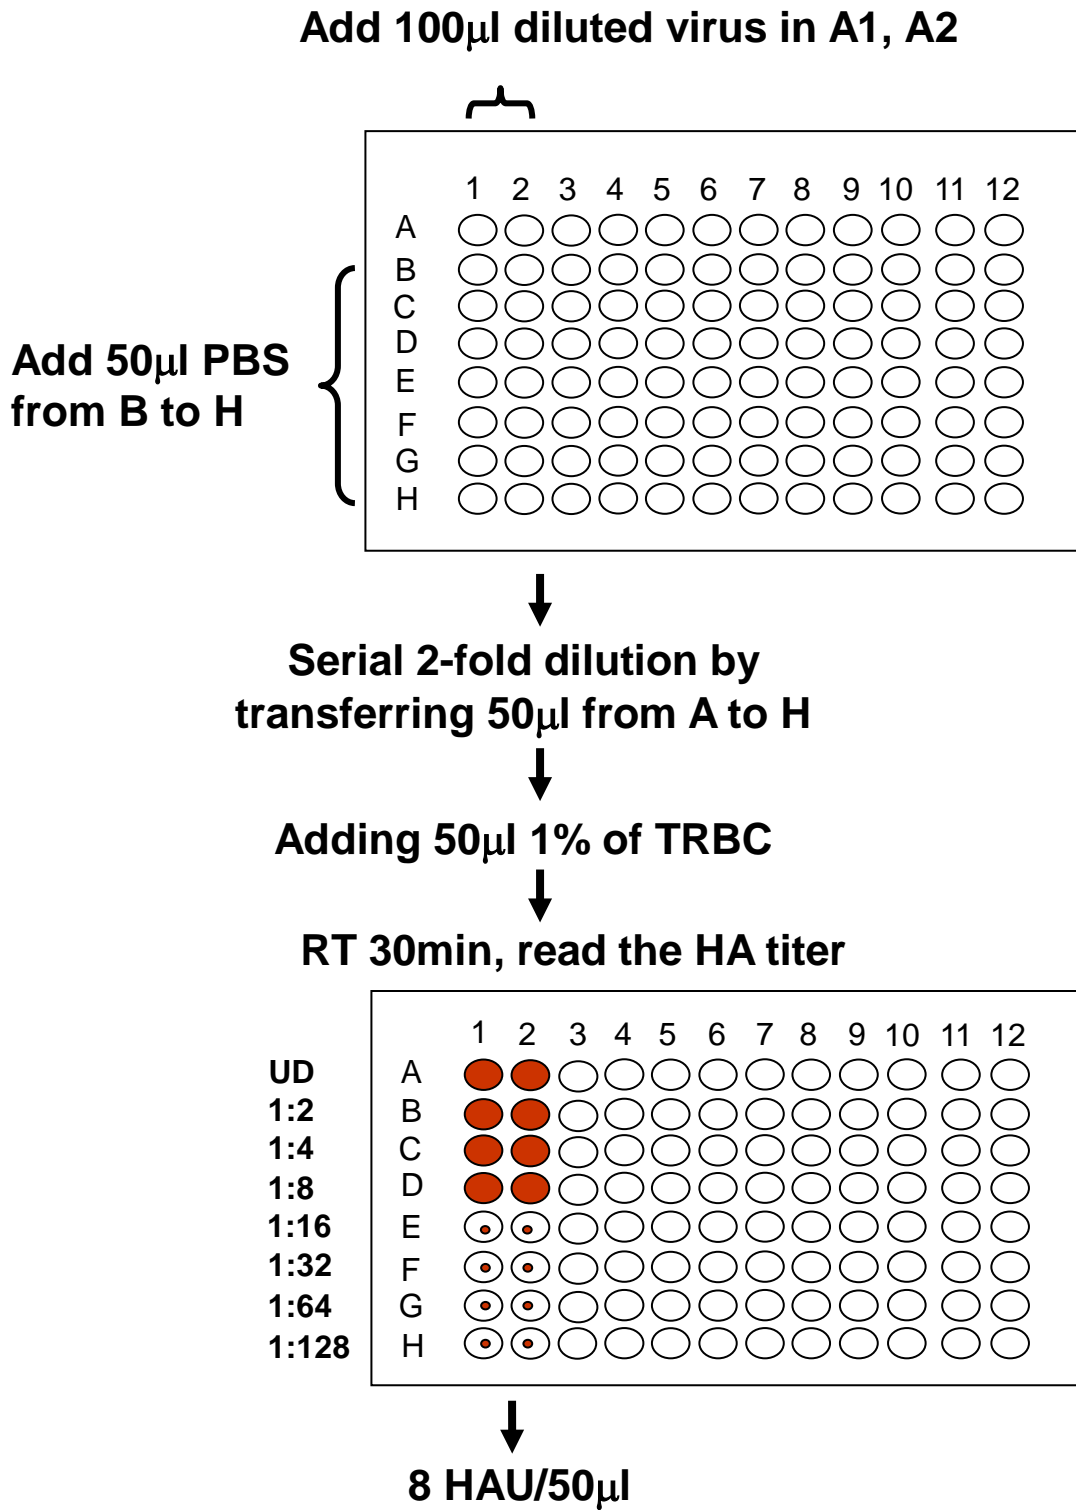 Add 100μl diluted virus in A1, A2
1 2 3 4 5 6 7 8 9 10 11 12
A
B
C
D
E
F
G
H
Add 50μl PBS
from B to H
Serial 2-fold dilution by
transferring 50μl from A to H
Adding 50μl 1% of TRBC
RT 30min, read the HA titer
1 2 3 4 5 6 7 8 9 10 11 12
UD A
1:2 B
1:4 C
1:8 D
1:16 E
1:32 F
1:64 G
1:128 H
8 HAU/50μl